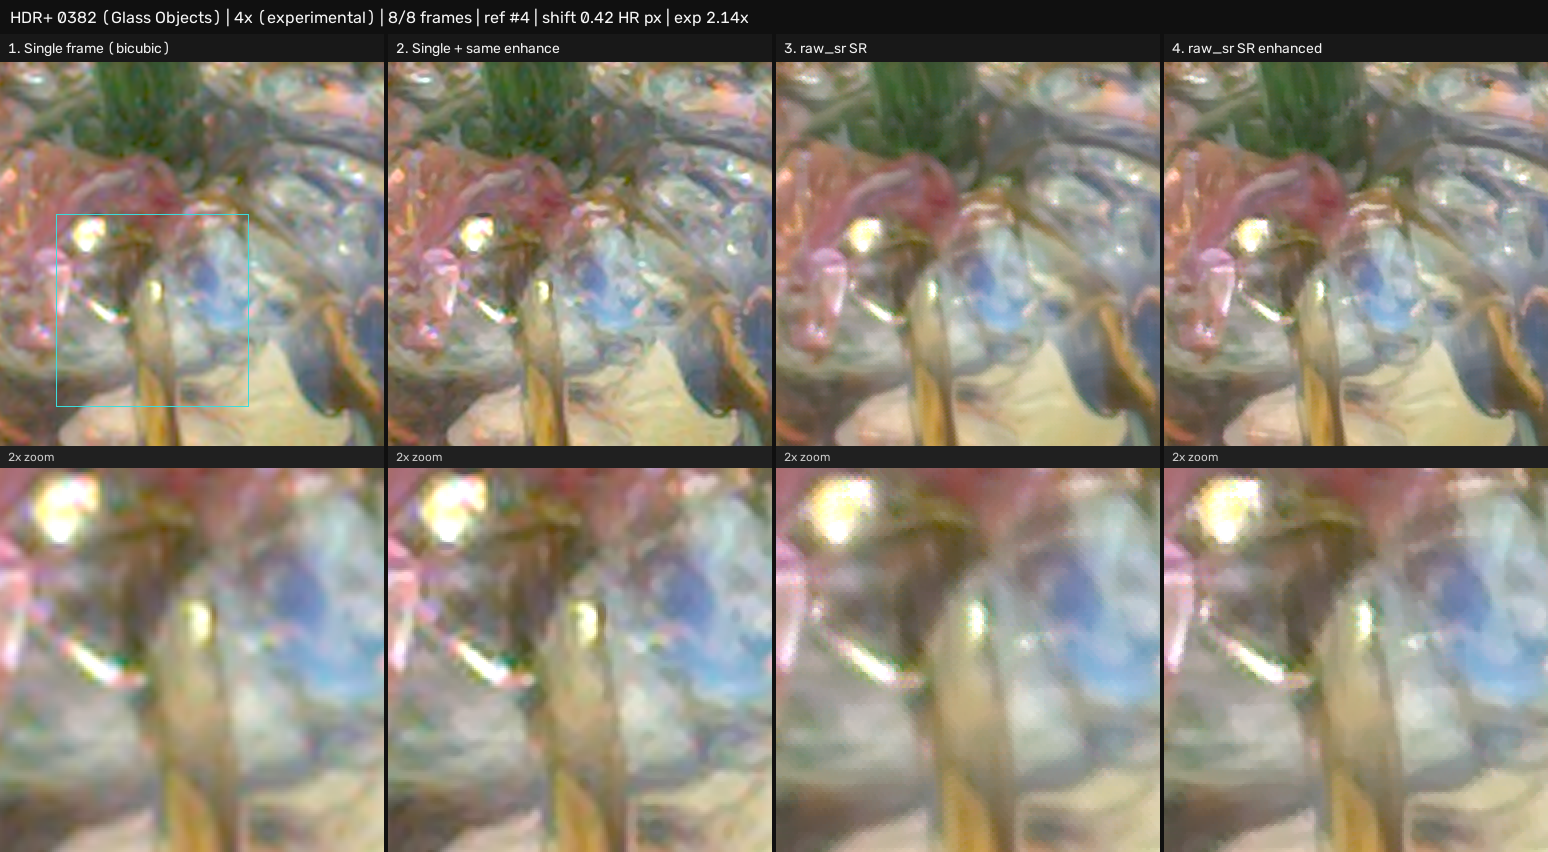 HDR+ 0382 (Glass Objects) | 4x (experimental) | 8/8 frames | ref #4 | shift 0.42 HR px | exp 2.14x
1. Single frame (bicubic)
2. Single + same enhance
3. raw_sr SR
4. raw_sr SR enhanced
2x zoom
2x zoom
2x zoom
2x zoom